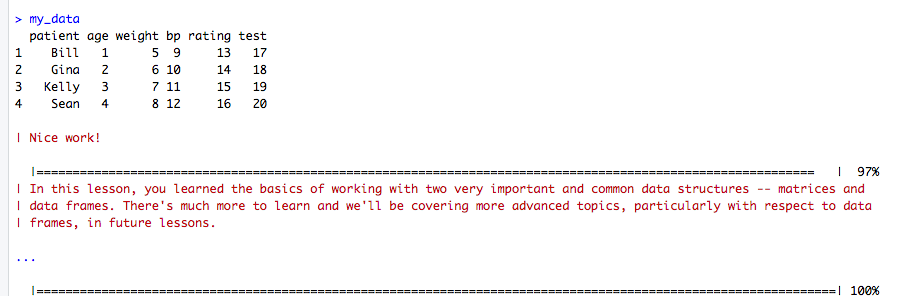 > my_data
  patient age weight bp rating test
1    Bill   1      5  9     13   17
2    Gina   2      6 10     14   18
3   Kelly   3      7 11     15   19
4    Sean   4      8 12     16   20
| Nice work!
  |============================================================================================================   |  97%
| In this lesson, you learned the basics of working with two very important and common data structures -- matrices and
| data frames. There's much more to learn and we'll be covering more advanced topics, particularly with respect to data
| frames, in future lessons.
...
  |===============================================================================================================| 100%